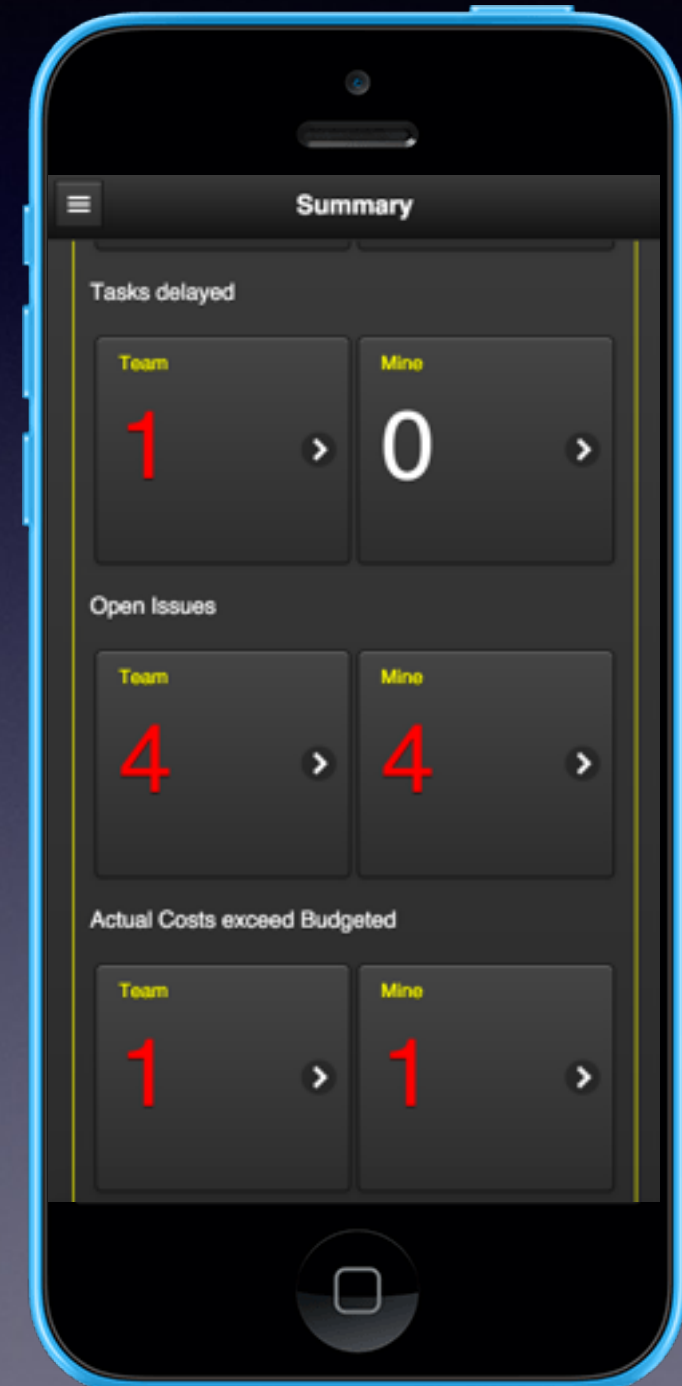 Summary
Tasks delayed
Team Mine
1 0
Open Issues
Team Mine
4 4
Actual Costs exceed Budgeted
Team Mine
1 1